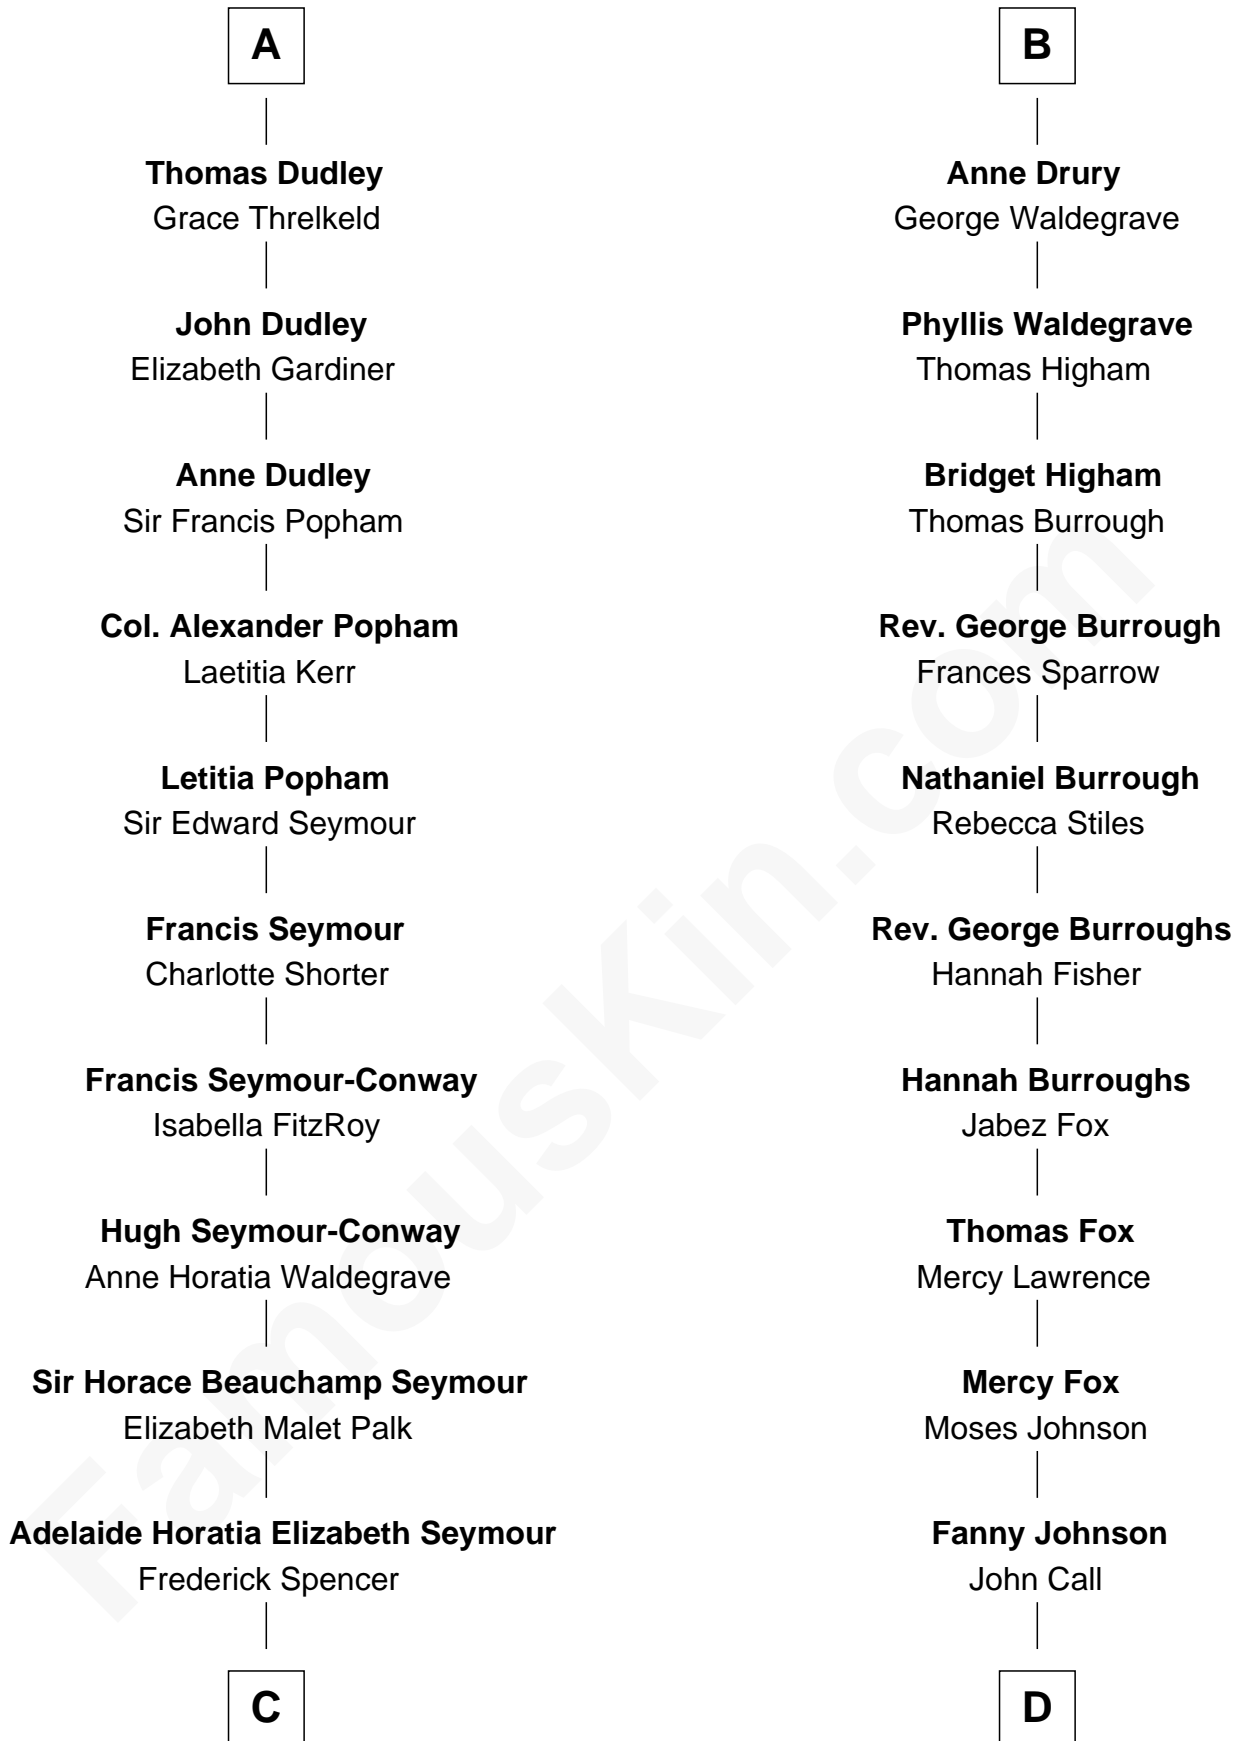 A
Thomas Dudley
Grace Threlkeld
John Dudley
Elizabeth Gardiner
Anne Dudley
Sir Francis Popham
Col. Alexander Popham
Laetitia Kerr
Letitia Popham
Sir Edward Seymour
Francis Seymour
Charlotte Shorter
Francis Seymour-Conway
Isabella FitzRoy
Hugh Seymour-Conway
Anne Horatia Waldegrave
Sir Horace Beauchamp Seymour
Elizabeth Malet Palk
Adelaide Horatia Elizabeth Seymour
Frederick Spencer
C
B
Anne Drury
George Waldegrave
Phyllis Waldegrave
Thomas Higham
Bridget Higham
Thomas Burrough
Rev. George Burrough
Frances Sparrow
Nathaniel Burrough
Rebecca Stiles
Rev. George Burroughs
Hannah Fisher
Hannah Burroughs
Jabez Fox
Thomas Fox
Mercy Lawrence
Mercy Fox
Moses Johnson
Fanny Johnson
John Call
D
FamousKin.com